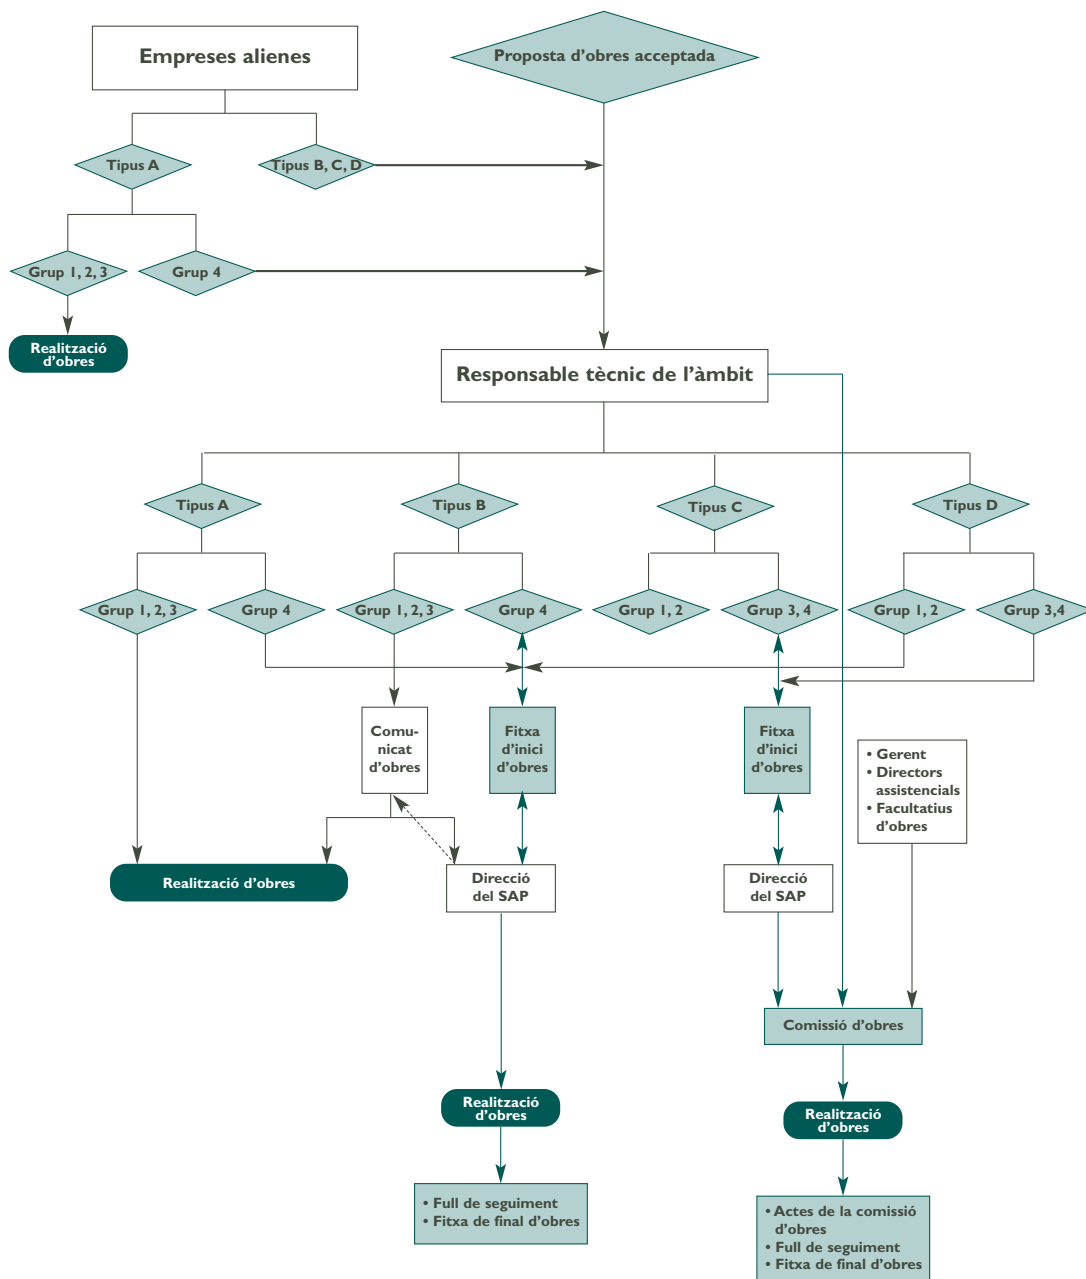 Empreses alienes
Proposta d'obres acceptada
Tipus A
Tipus B, C, D
Grup 1, 2, 3
Grup 4
Realització
d'obres
Responsable tècnic de l'àmbit
Tipus A
Tipus B
Tipus C
Tipus D
Grup 1, 2, 3
Grup 4
Grup 1, 2, 3
Grup 4
Grup 1, 2
Grup 3, 4
Grup 1, 2
Grup 3,4
Comu-
nicat
d'obres
Fitxa
d'inici
d'obres
Fitxa
d'inici
d'obres
• Gerent
• Directors
assistencials
• Facultatius
d'obres
Realització d'obres
Direcció
del SAP
Direcció
del SAP
Comissió d'obres
Realització
d'obres
Realització
d'obres
• Full de seguiment
• Fitxa de final d'obres
• Actes de la comissió
d'obres
• Full de seguiment
• Fitxa de final d'obres